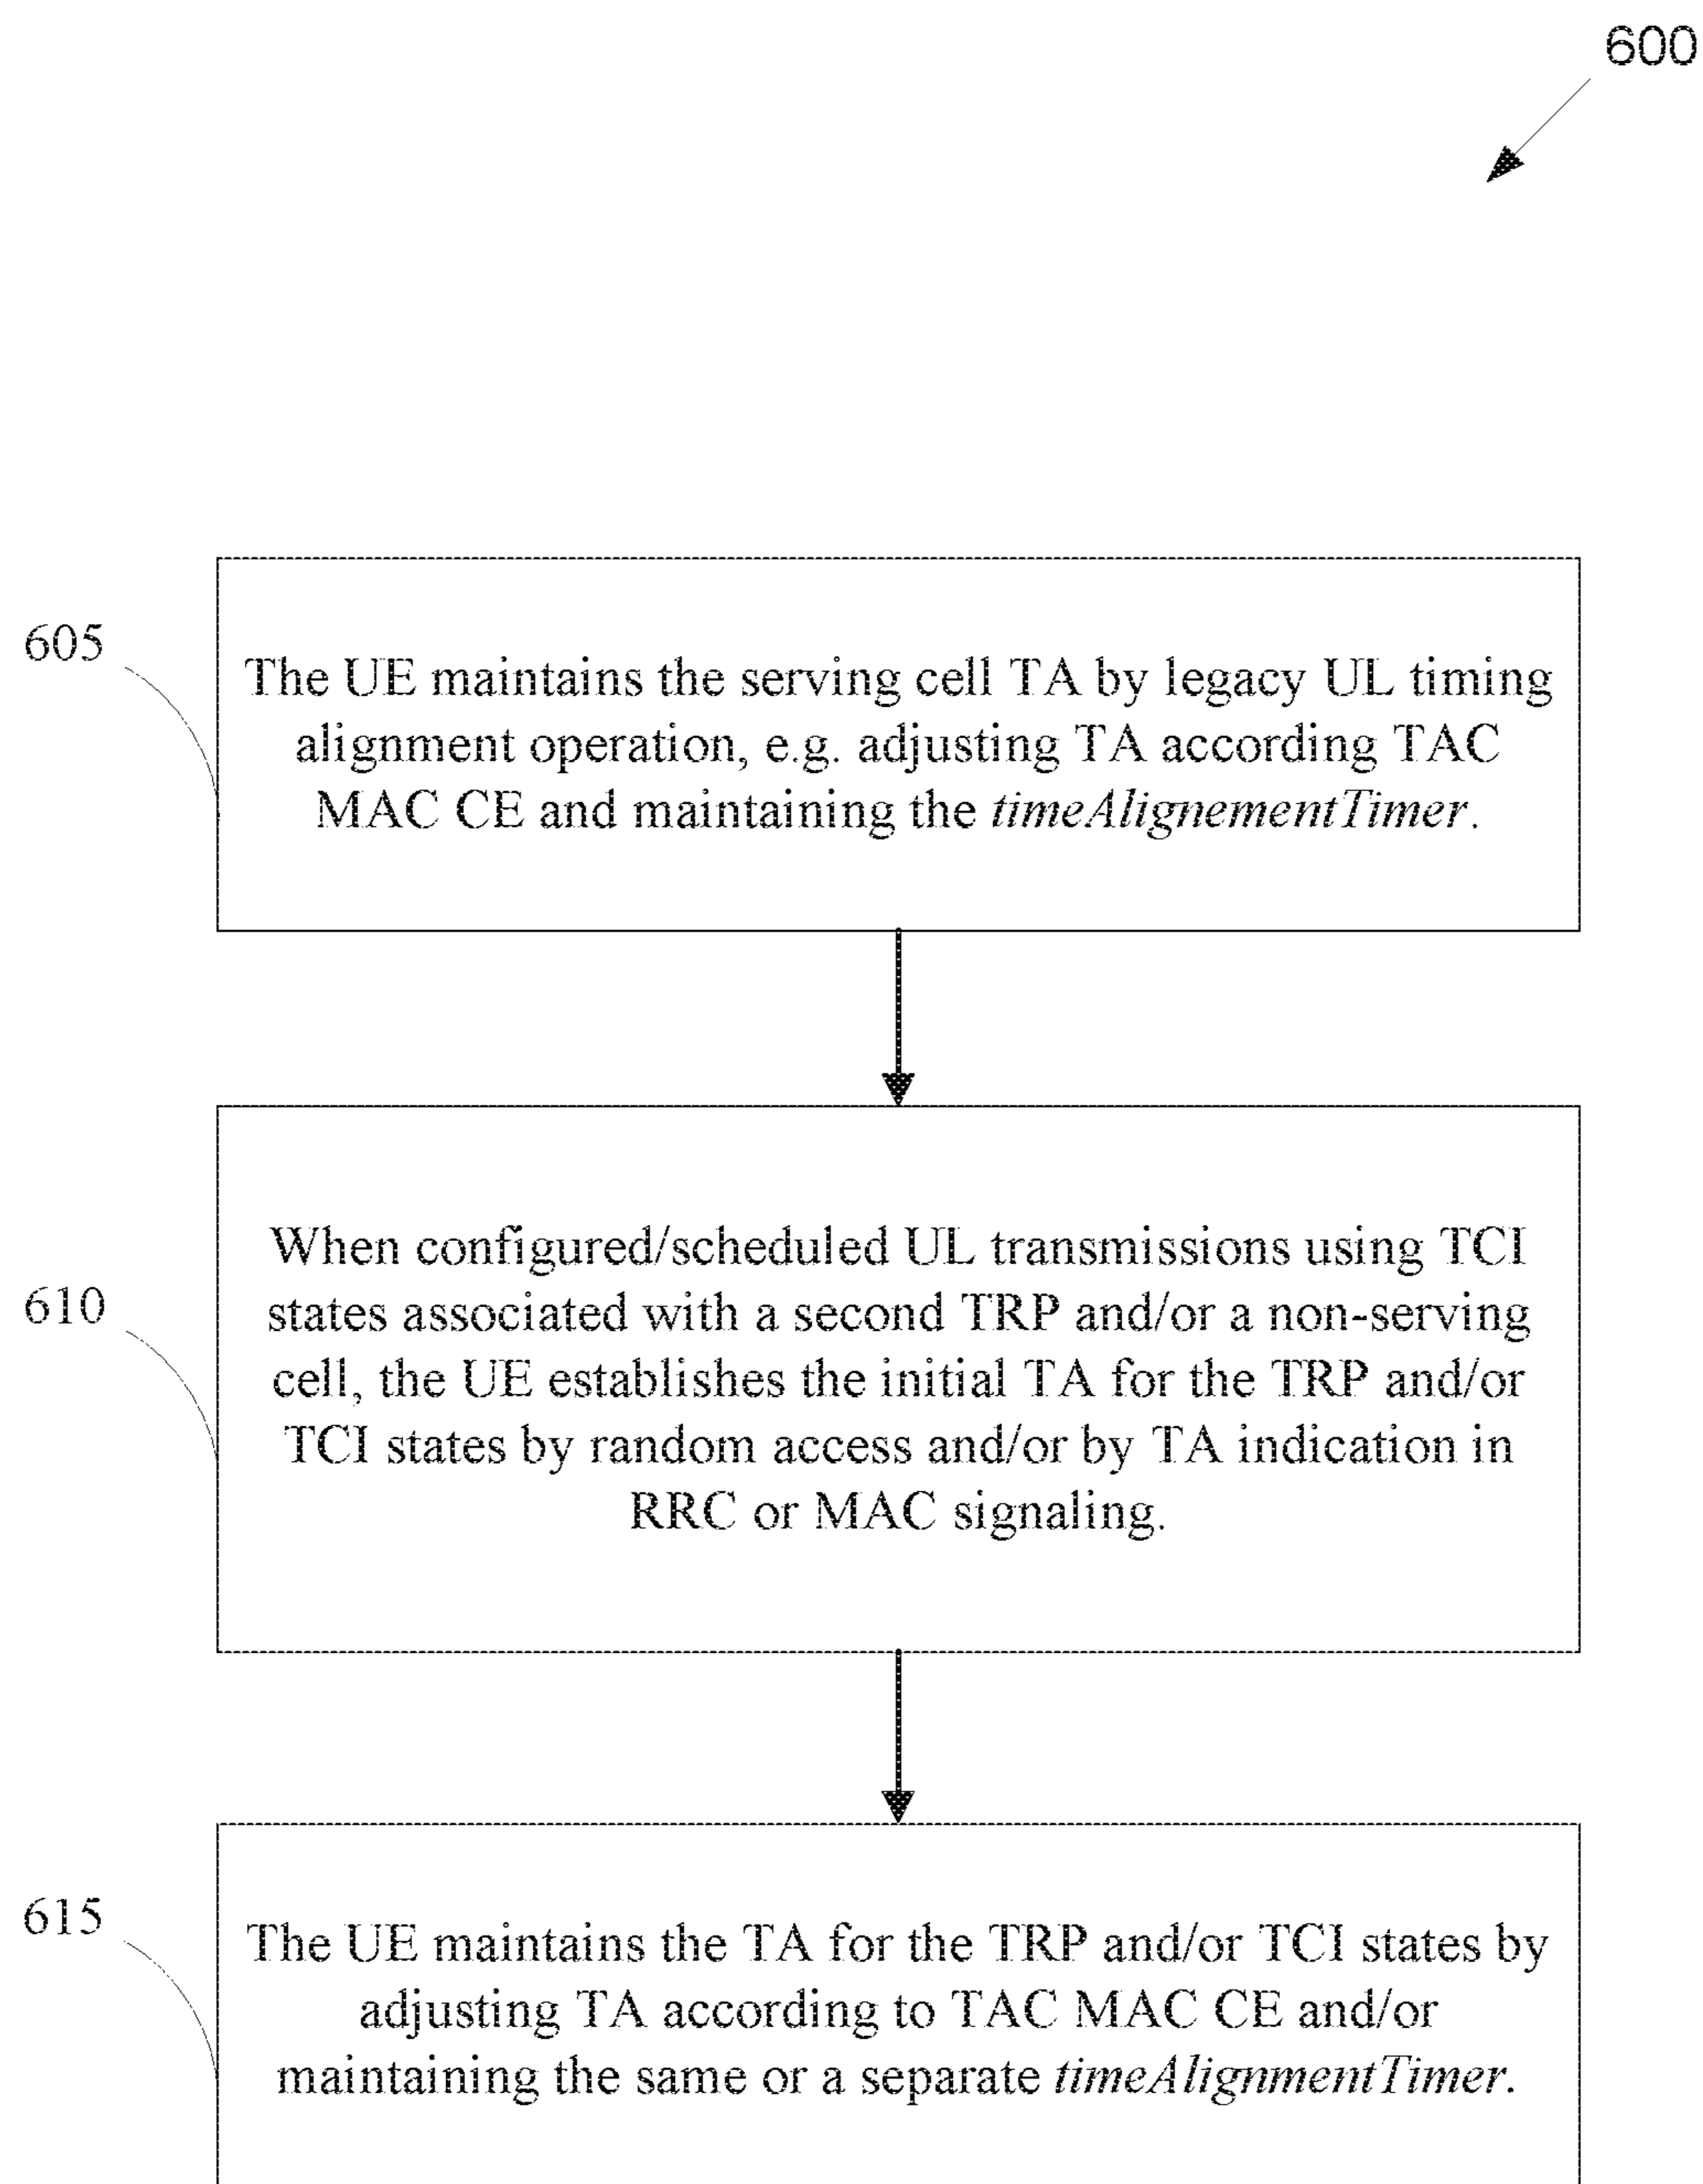 600
605
The UE maintains the serving cell TA by legacy UL timing
alignment operation, e.g. adjusting TA according TAC
MAC CE and maintaining the timeAlignementTimer.
610
When configured/scheduled UL transmissions using TCI
states associated with a second TRP and/or a non-serving
cell, the UE establishes the initial TA for the TRP and/or
TCI states by random access and/or by TA indication in
RRC or MAC signaling.
615
The UE maintains the TA for the TRP and/or TCI states by
adjusting TA according to TAC MAC CE and/or
maintaining the same or a separate timeAlignmentTimer.